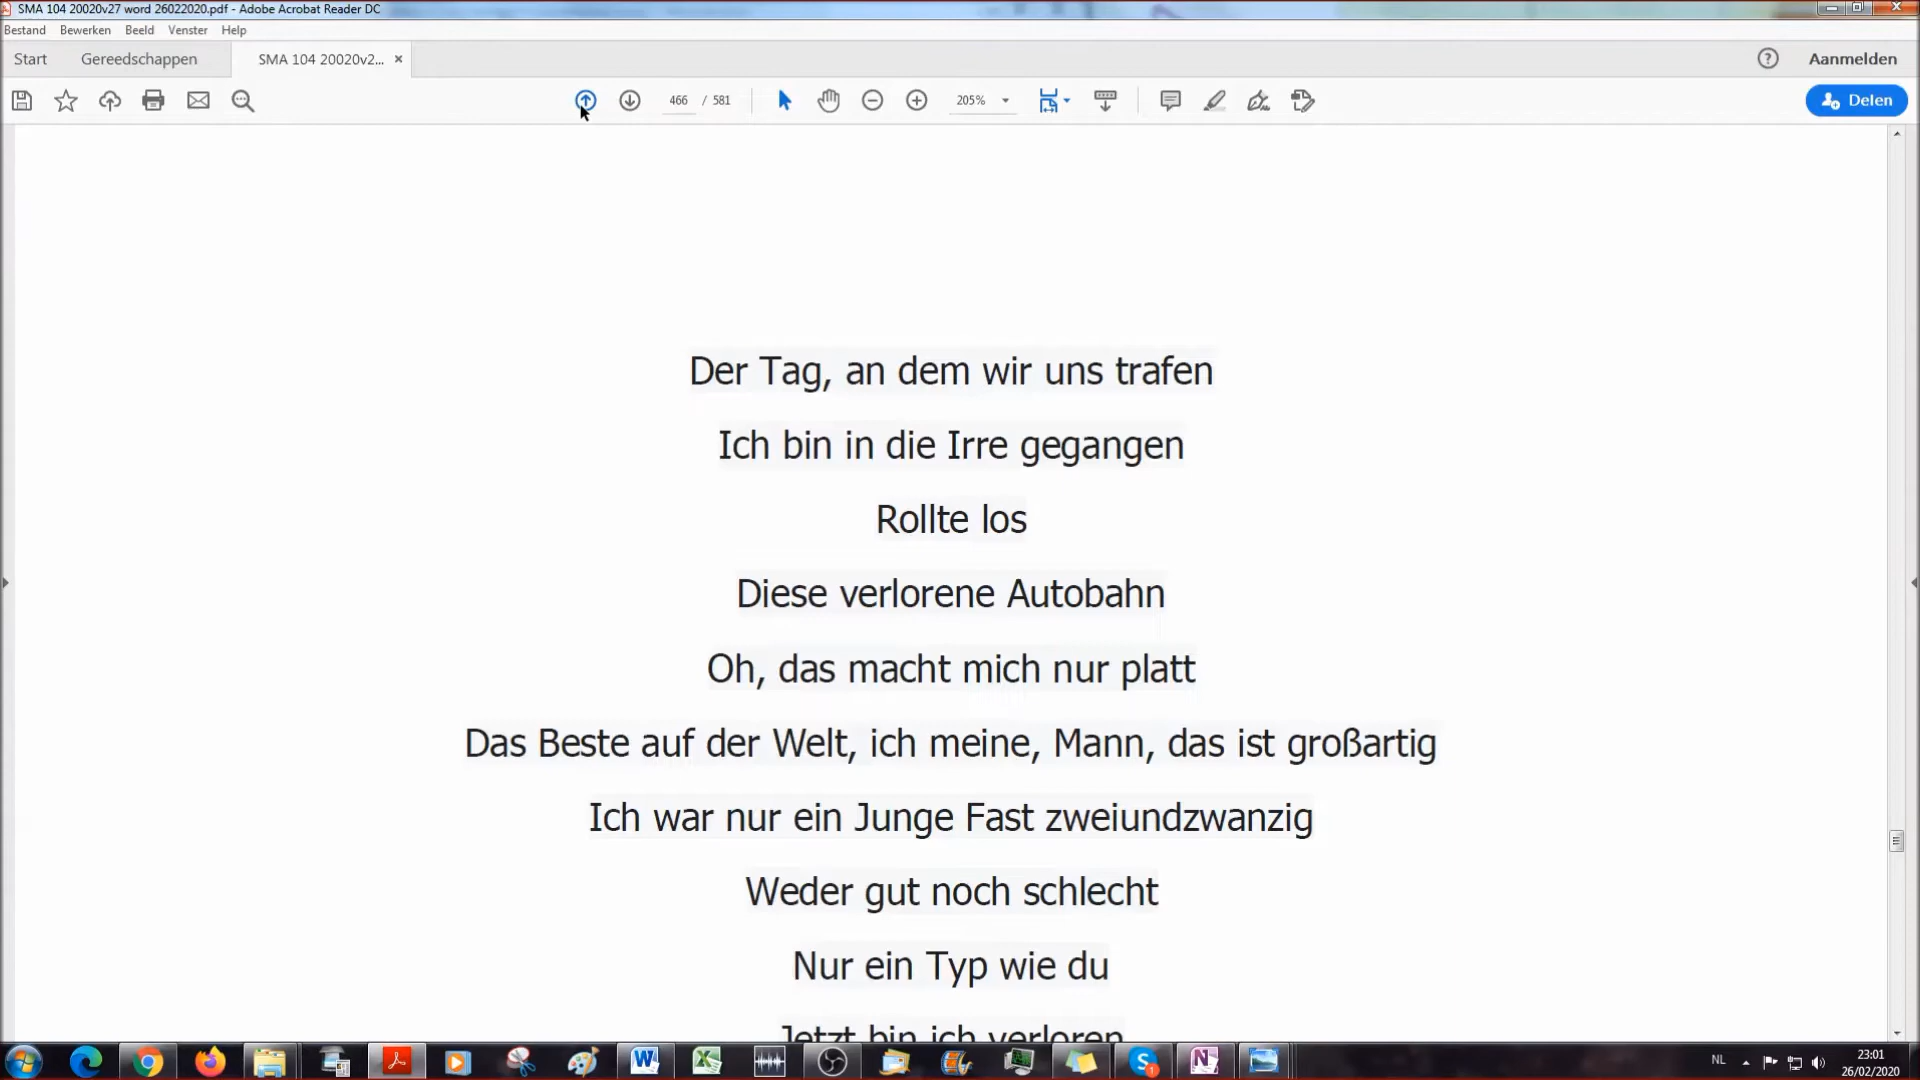 SMA 104 20020v27 word 26022020.pdf - Adobe Acrobat Reader DC
Bestand Bewerken Beeld Venster Help
Start Gereedschappen SMA 104 20020v2... × Aanmelden
466 / 581 205% Delen
Der Tag, an dem wir uns trafen
Ich bin in die Irre gegangen
Rollte los
Diese verlorene Autobahn
Oh, das macht mich nur platt
Das Beste auf der Welt, ich meine, Mann, das ist großartig
Ich war nur ein Junge Fast zweiundzwanzig
Weder gut noch schlecht
Nur ein Typ wie du
Jetzt bin ich verloren
NL 23:01
26/02/2020